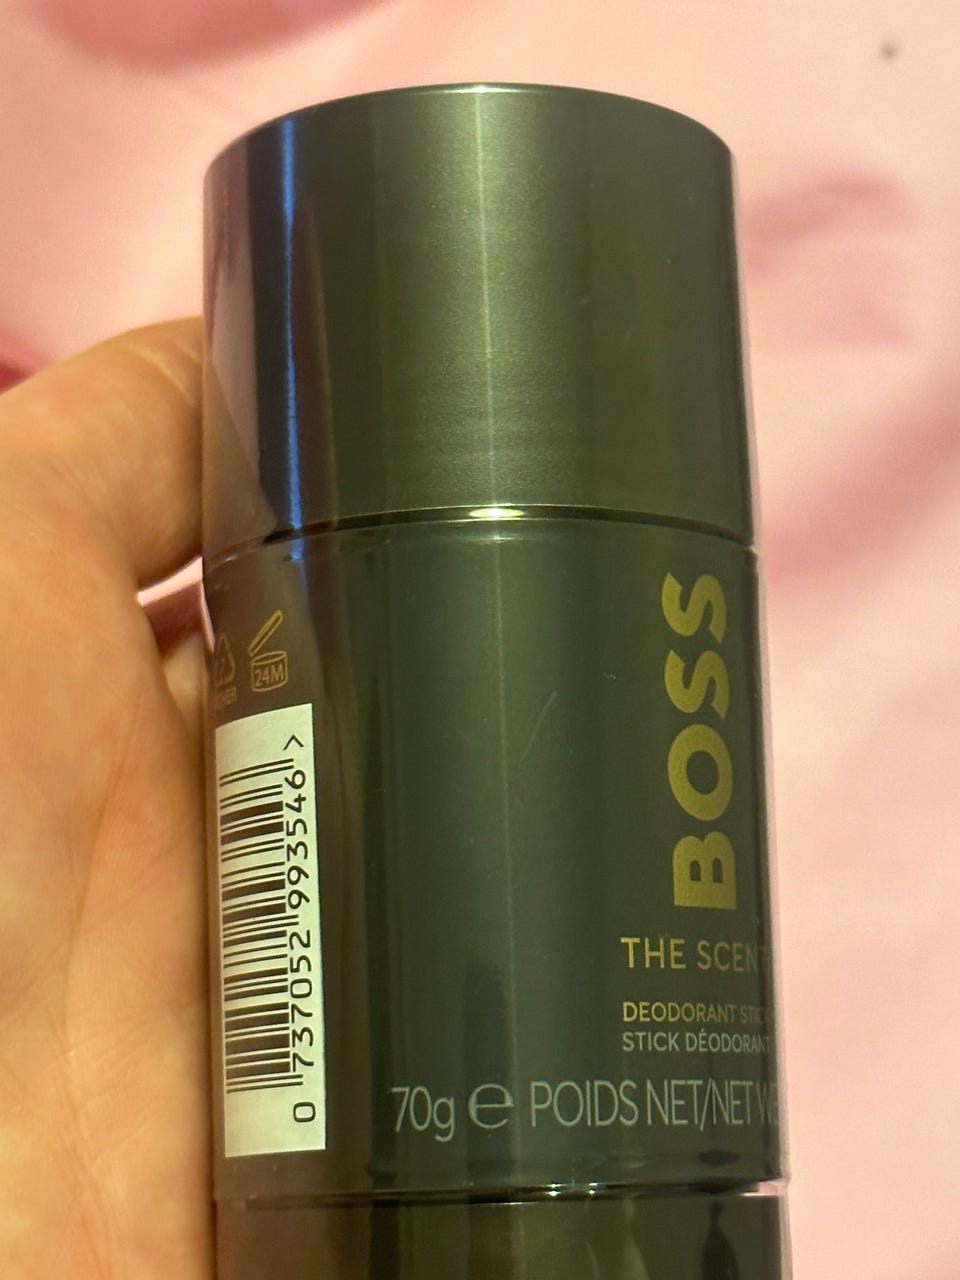 24M
0 737052 993546 >
BOSS
THE SCENT
DEODORANT
STICK DÉODORANT
70g e POIDS NET/NET